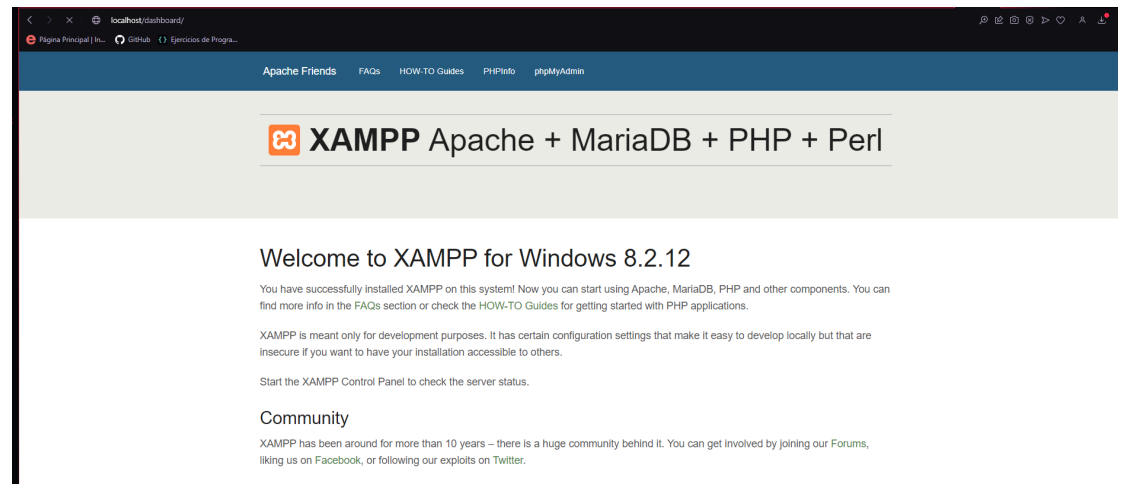 localhost/dashboard/
Página Principal | In... GitHub Ejercicios de Progra...
Apache Friends FAQs HOW-TO Guides PHPInfo phpMyAdmin
XAMPP Apache + MariaDB + PHP + Perl
Welcome to XAMPP for Windows 8.2.12
You have successfully installed XAMPP on this system! Now you can start using Apache, MariaDB, PHP and other components. You can
find more info in the FAQs section or check the HOW-TO Guides for getting started with PHP applications.
XAMPP is meant only for development purposes. It has certain configuration settings that make it easy to develop locally but that are
insecure if you want to have your installation accessible to others.
Start the XAMPP Control Panel to check the server status.
Community
XAMPP has been around for more than 10 years – there is a huge community behind it. You can get involved by joining our Forums,
liking us on Facebook, or following our exploits on Twitter.